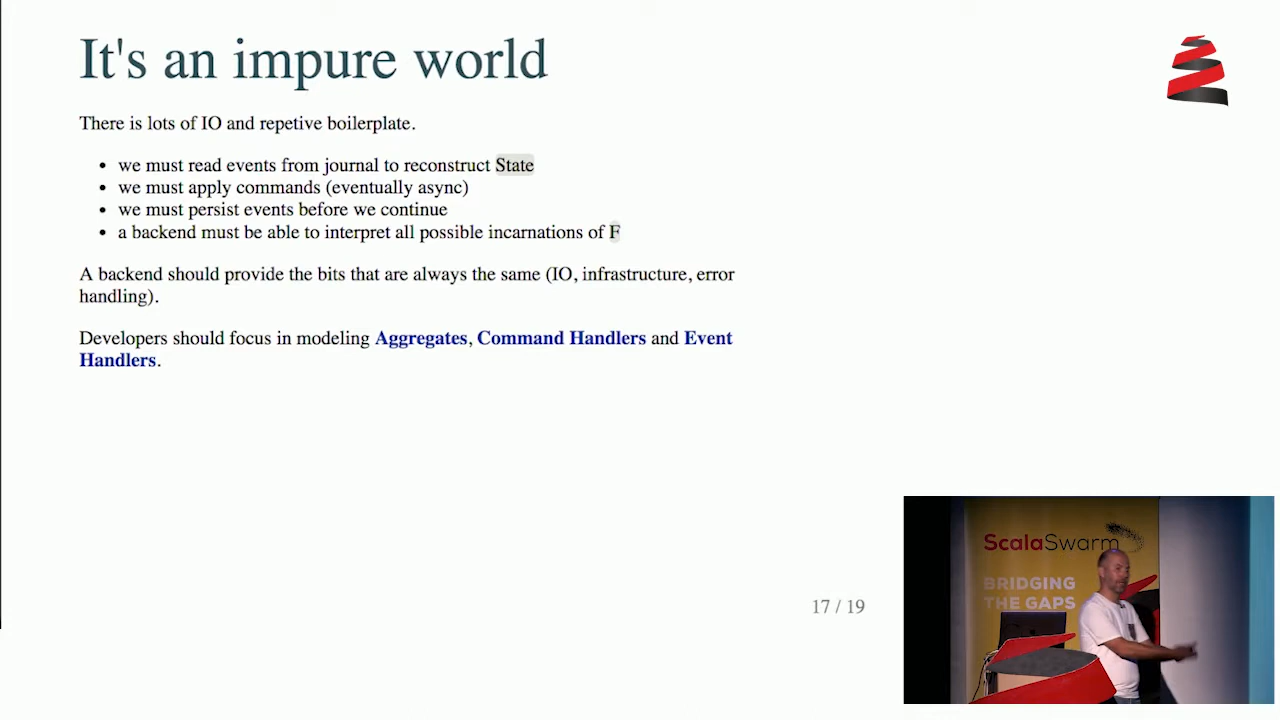 It's an impure world
There is lots of IO and repetive boilerplate.
• we must read events from journal to reconstruct State
• we must apply commands (eventually async)
• we must persist events before we continue
• a backend must be able to interpret all possible incarnations of F
A backend should provide the bits that are always the same (IO, infrastructure, error
handling).
Developers should focus in modeling Aggregates, Command Handlers and Event
Handlers.
17 / 19
ScalaSwarm
BRIDGING
THE GAPS